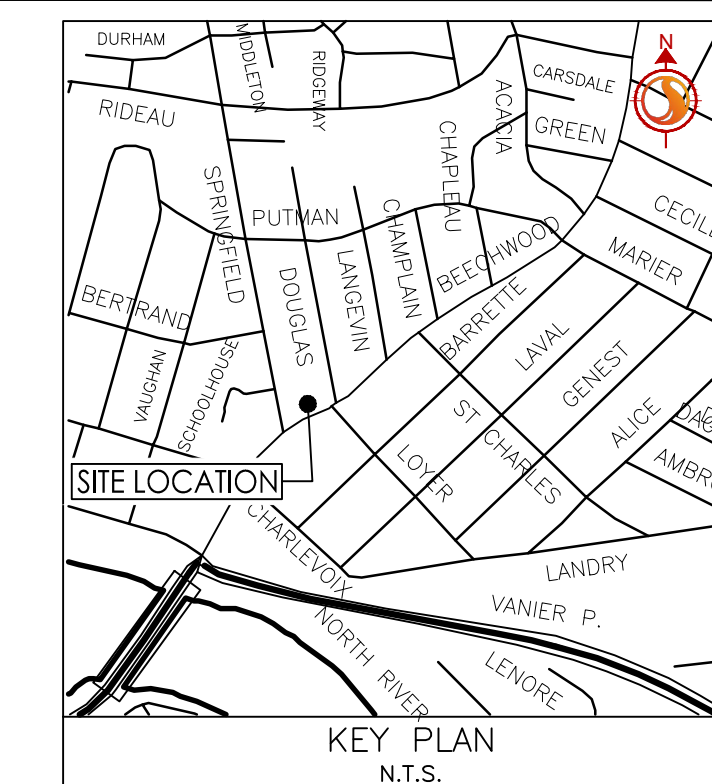 DURHAM
MIDDLETON
RIDGEWAY
N
CARSDALE
RIDEAU
ACACIA
GREEN
CHAPLEAU
SPRINGFIELD
PUTMAN
CHAMPLAIN
CECIL
BEECHWOOD
MARIER
LANGEVIN
DOUGLAS
BERTRAND
BARRETTE
LAVAL
VAUGHAN
SCHOOLHOUSE
GENEST
ST CHARLES
ALICE
LOYER
AMBR
SITE LOCATION
CHARLEVOIX
LANDRY
VANIER P.
NORTH RIVER
LENORE
KEY PLAN
N.T.S.